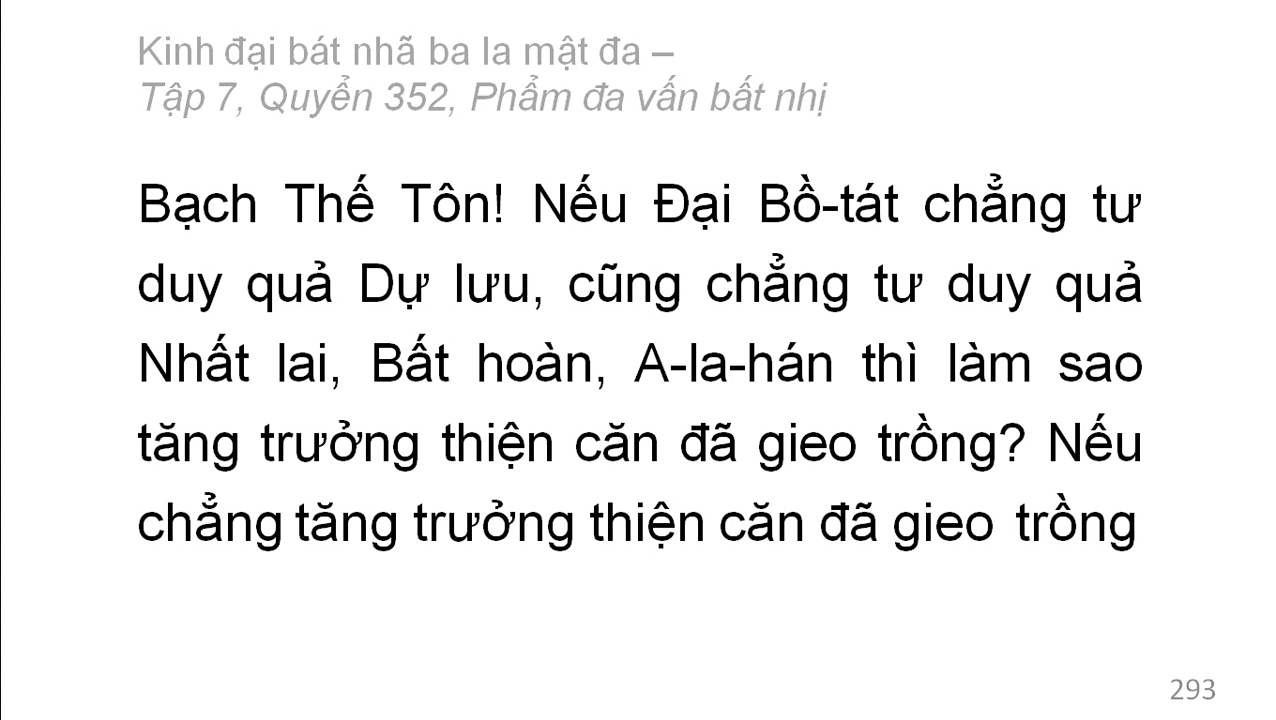 Kinh đại bát nhã ba la mật đa –
Tập 7, Quyển 352, Phẩm đa vấn bất nhị
Bạch Thế Tôn! Nếu Đại Bồ-tát chẳng tư
duy quả Dự lưu, cũng chẳng tư duy quả
Nhất lai, Bất hoàn, A-la-hán thì làm sao
tăng trưởng thiện căn đã gieo trồng? Nếu
chẳng tăng trưởng thiện căn đã gieo trồng
293